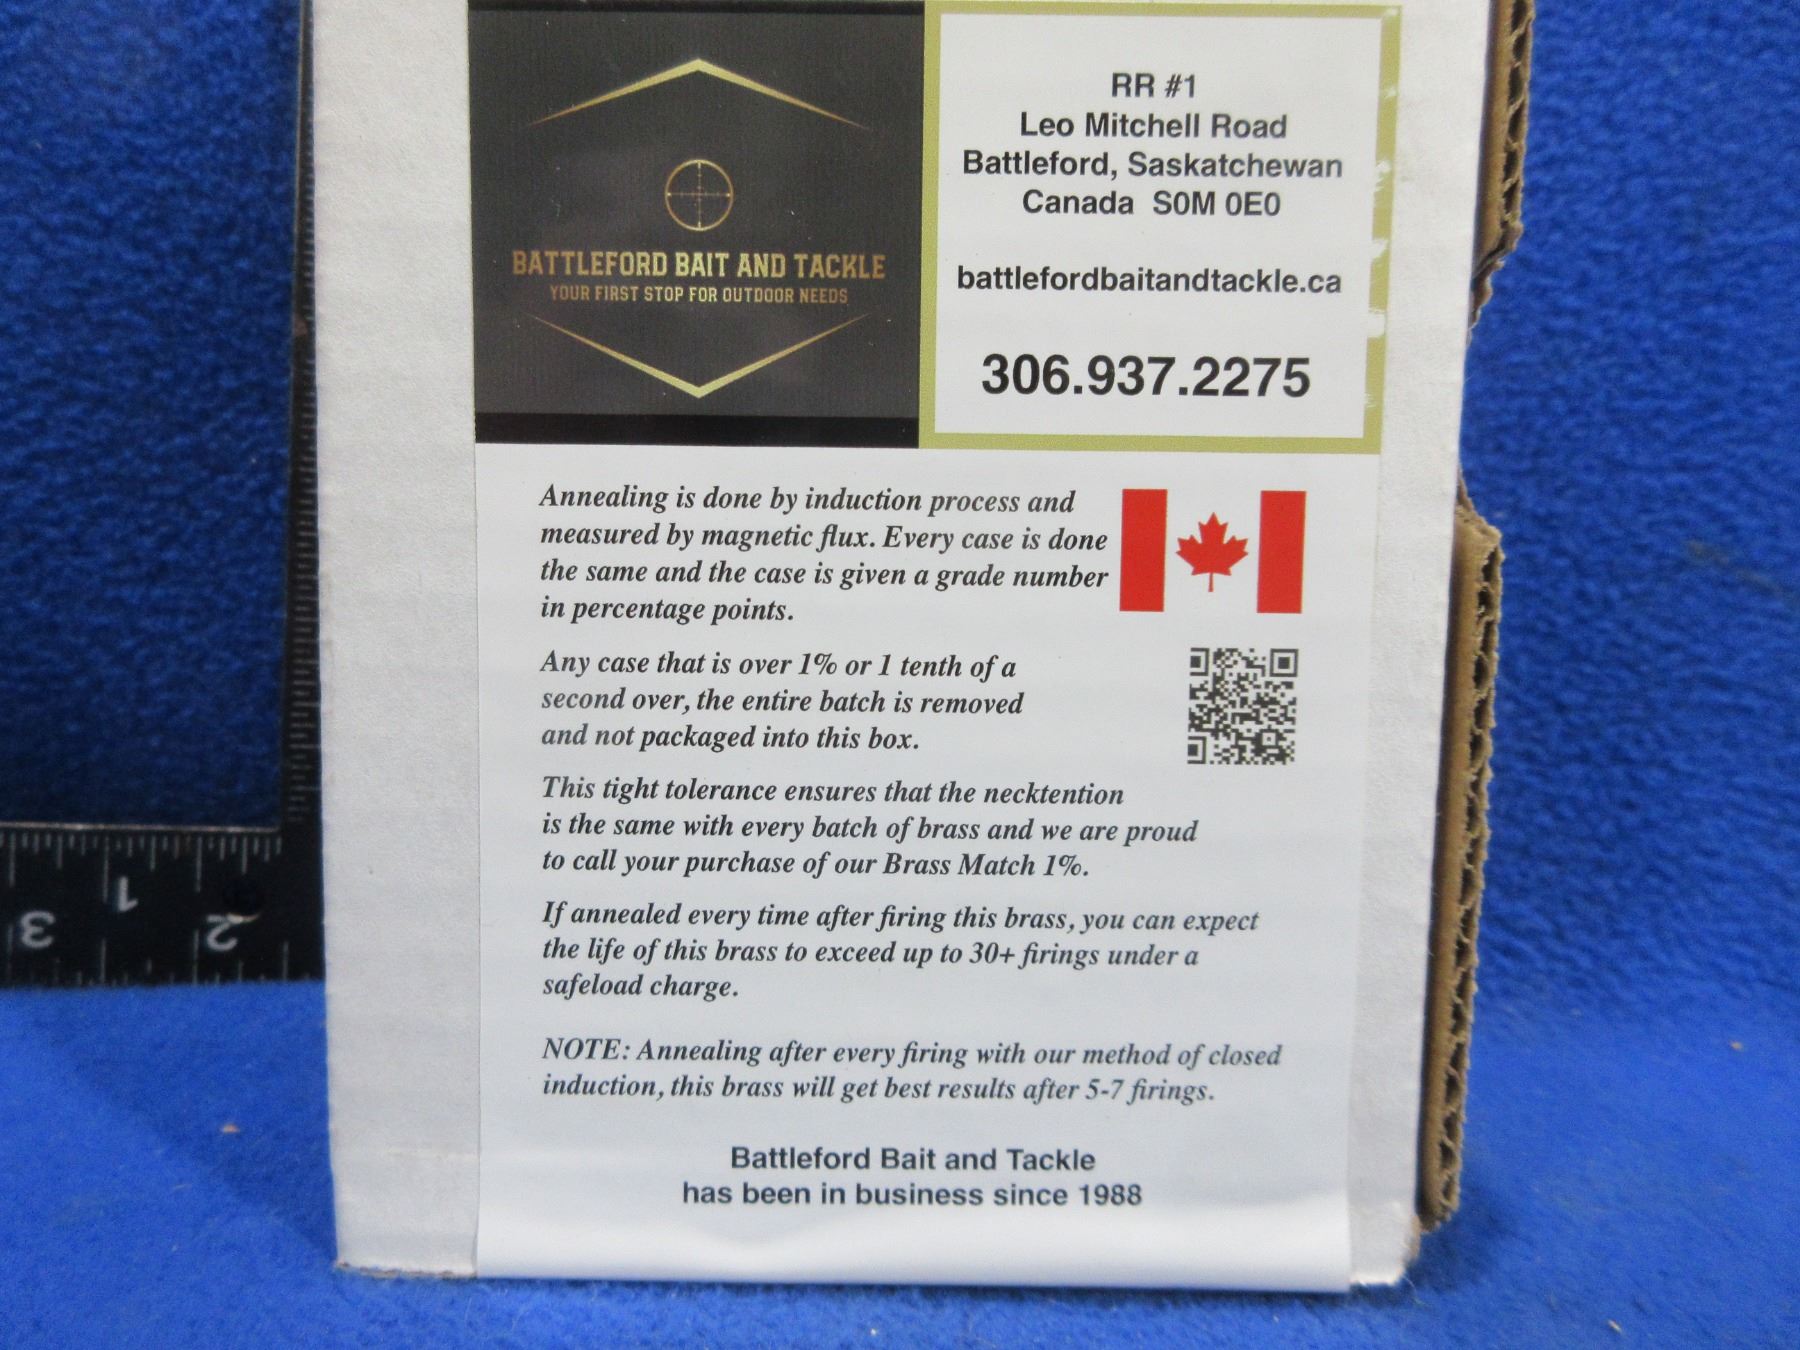 BATTLEFORD BAIT AND TACKLE
YOUR FIRST STOP FOR OUTDOOR NEEDS
RR #1
Leo Mitchell Road
Battleford, Saskatchewan
Canada S0M 0E0
battlefordbaitandtackle.ca
306.937.2275
Annealing is done by induction process and
measured by magnetic flux. Every case is done
the same and the case is given a grade number
in percentage points.
Any case that is over 1% or 1 tenth of a
second over, the entire batch is removed
and not packaged into this box.
This tight tolerance ensures that the necktention
is the same with every batch of brass and we are proud
to call your purchase of our Brass Match 1%.
If annealed every time after firing this brass, you can expect
the life of this brass to exceed up to 30+ firings under a
safeload charge.
NOTE: Annealing after every firing with our method of closed
induction, this brass will get best results after 5-7 firings.
Battleford Bait and Tackle
has been in business since 1988
1
3 2